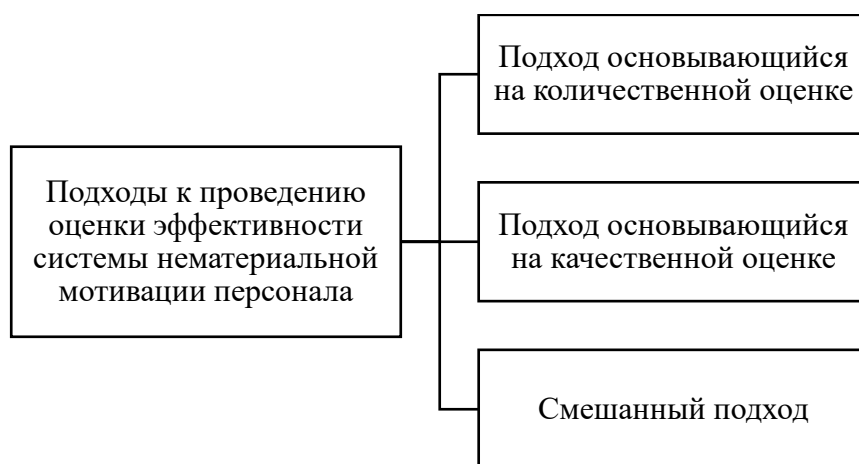 Подход основывающийся
на количественной оценке
Подходы к проведению
оценки эффективности
системы нематериальной
мотивации персонала
Подход основывающийся
на качественной оценке
Смешанный подход